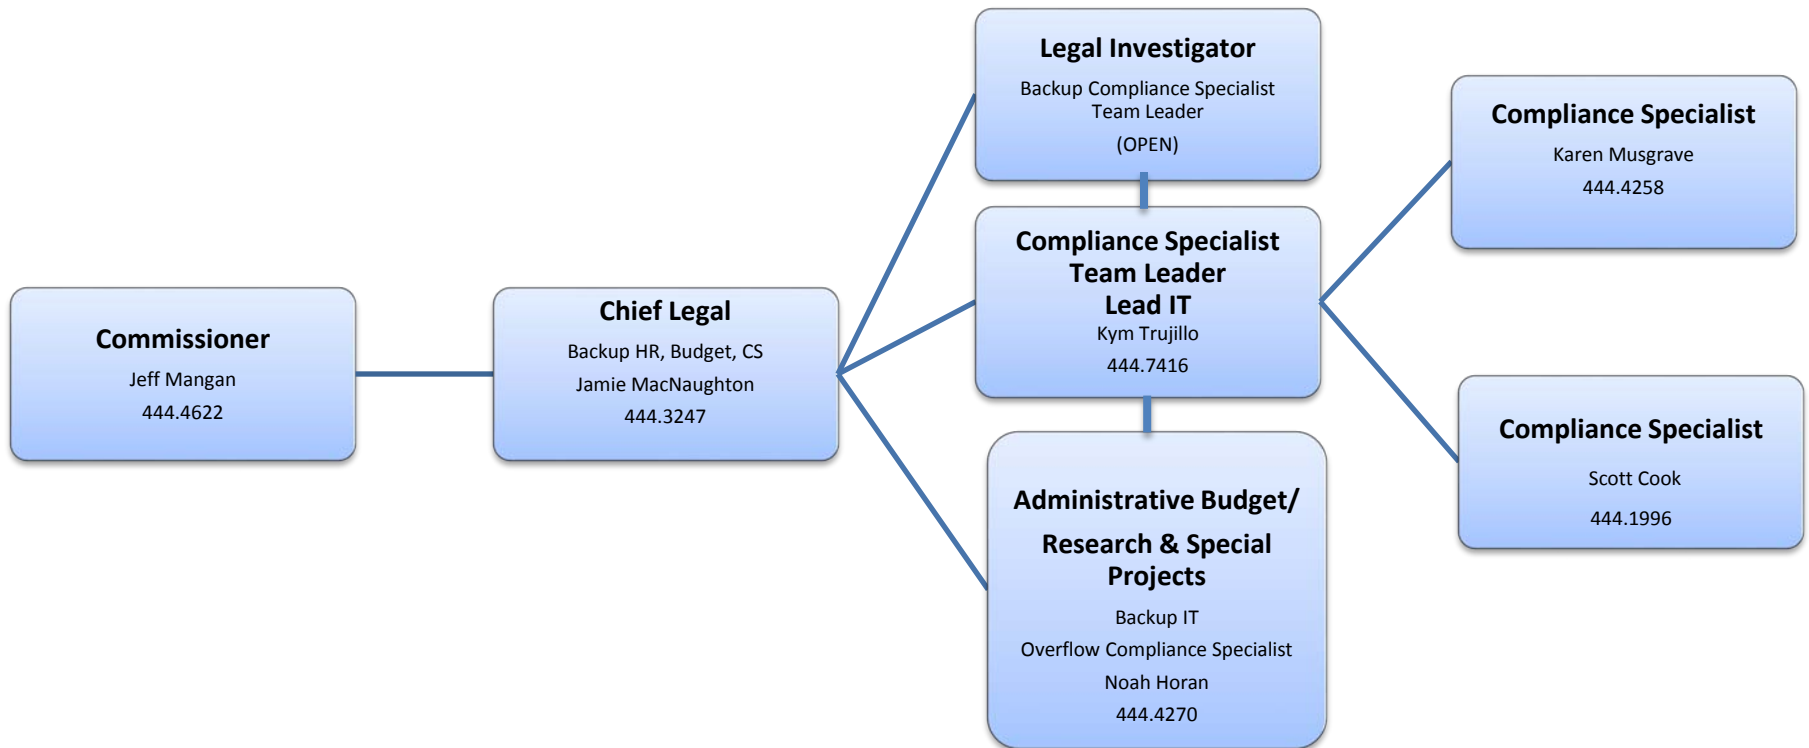 Commissioner
Jeff Mangan
444.4622
Chief Legal
Backup HR, Budget, CS
Jamie MacNaughton
444.3247
Legal Investigator
Backup Compliance Specialist
Team Leader
(OPEN)
Compliance Specialist
Team Leader
Lead IT
Kym Trujillo
444.7416
Administrative Budget/
Research & Special
Projects
Backup IT
Overflow Compliance Specialist
Noah Horan
444.4270
Compliance Specialist
Karen Musgrave
444.4258
Compliance Specialist
Scott Cook
444.1996